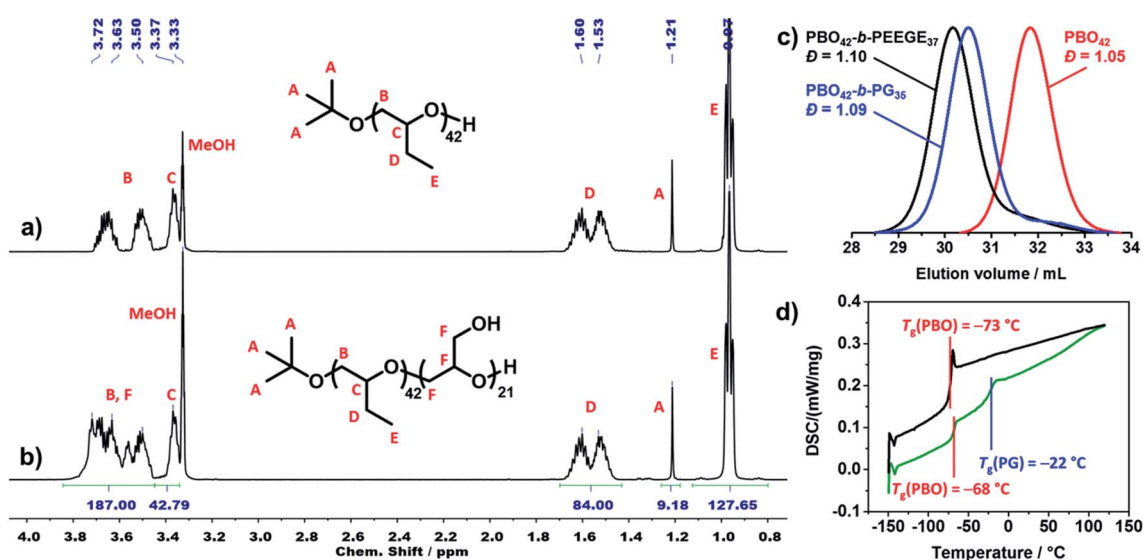 3.72
3.63
3.50
3.37
3.33
1.60
1.53
1.21
0.97
a)
MeOH
B
C
D
A
E
A
A
A
O
B
C
O
42
H
D
E
b)
MeOH
B, F
C
D
A
E
A
A
A
O
B
C
O
42
D
E
F
OH
F
F
O
21
H
187.00
42.79
84.00
9.18
127.65
4.0 3.8 3.6 3.4 3.2 3.0 2.8 2.6 2.4 2.2 2.0 1.8 1.6 1.4 1.2 1.0 0.8
Chem. Shift / ppm
c)
PBO42-b-PEEGE37
Đ = 1.10
PBO42-b-PG35
Đ = 1.09
PBO42
Đ = 1.05
28 29 30 31 32 33 34
Elution volume / mL
d)
DSC/(mW/mg)
0.4
0.3
0.2
0.1
0.0
-0.1
Tg(PBO) = −73 °C
Tg(PG) = −22 °C
Tg(PBO) = −68 °C
-150 -100 -50 0 50 100 150
Temperature / °C